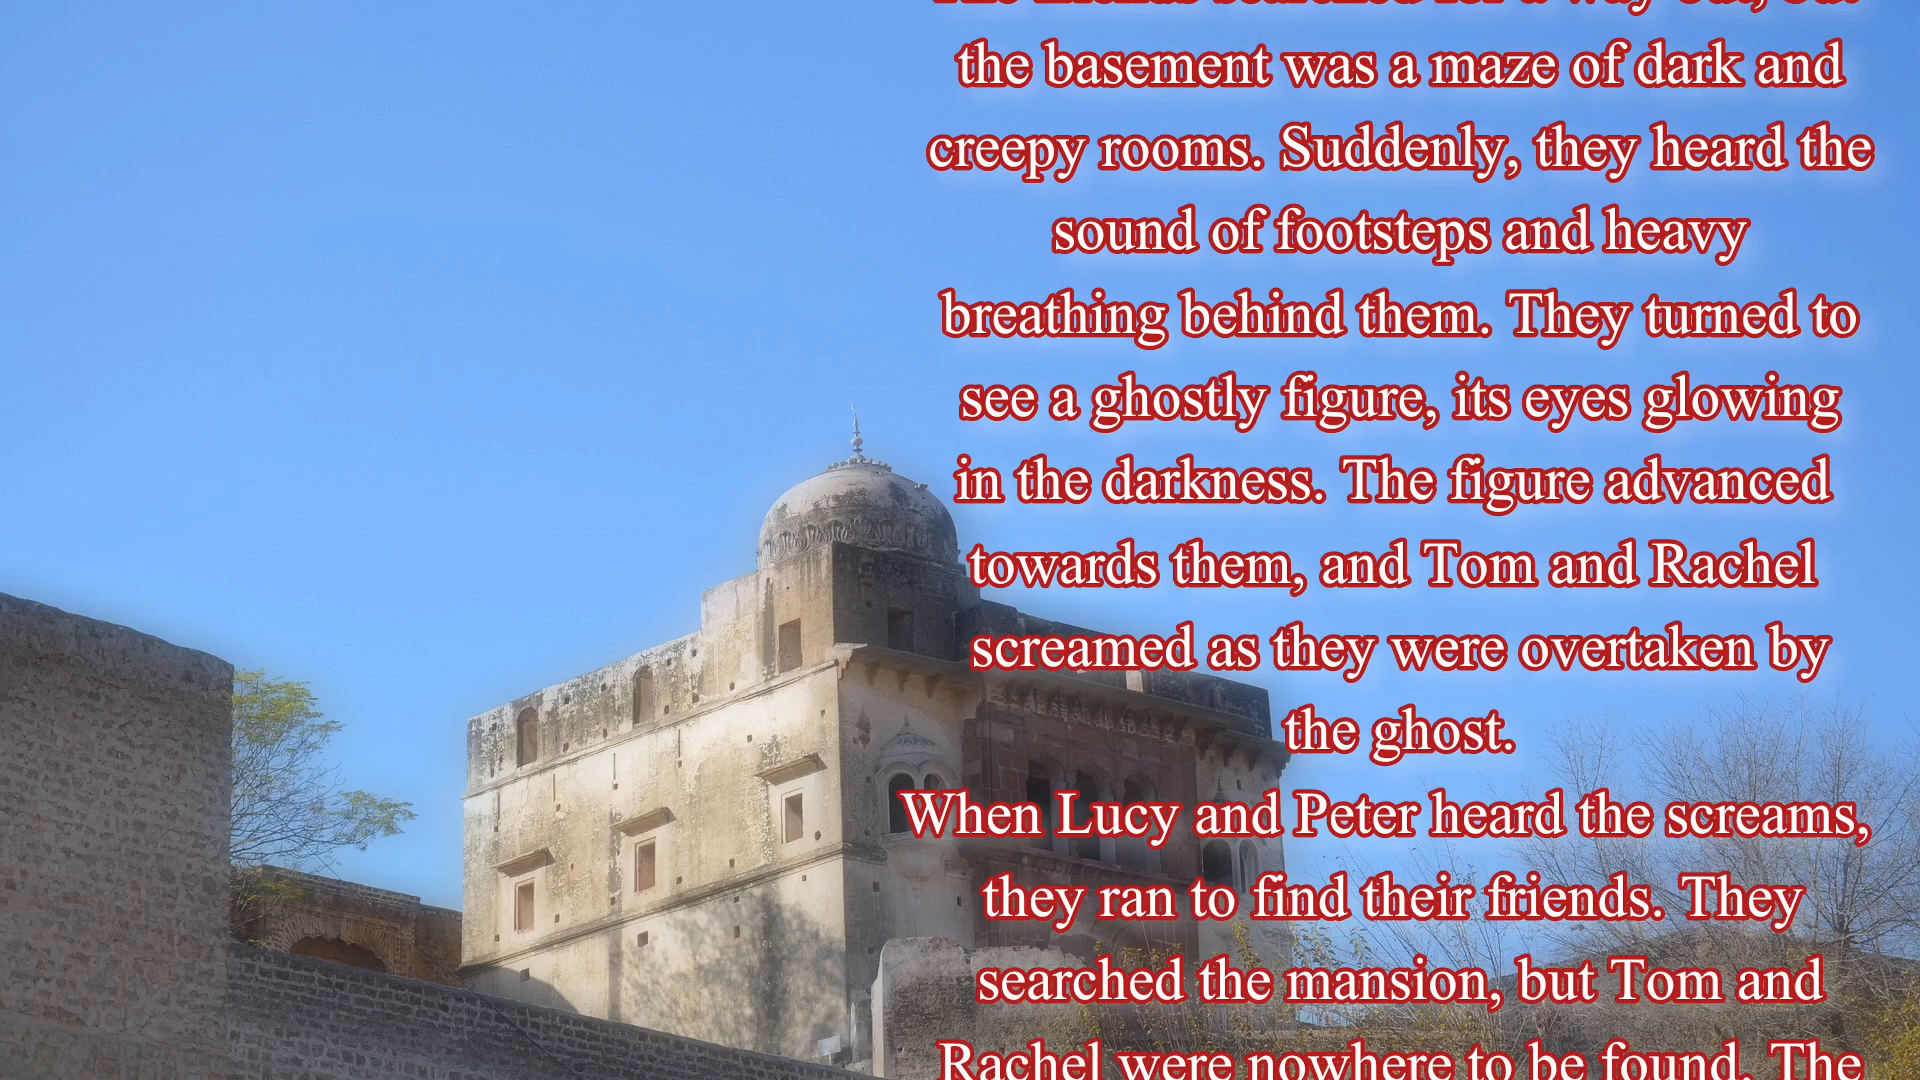 the basement was a maze of dark and
creepy rooms. Suddenly, they heard the
sound of footsteps and heavy
breathing behind them. They turned to
see a ghostly figure, its eyes glowing
in the darkness. The figure advanced
towards them, and Tom and Rachel
screamed as they were overtaken by
the ghost.
When Lucy and Peter heard the screams,
they ran to find their friends. They
searched the mansion, but Tom and
Rachel were nowhere to be found. The